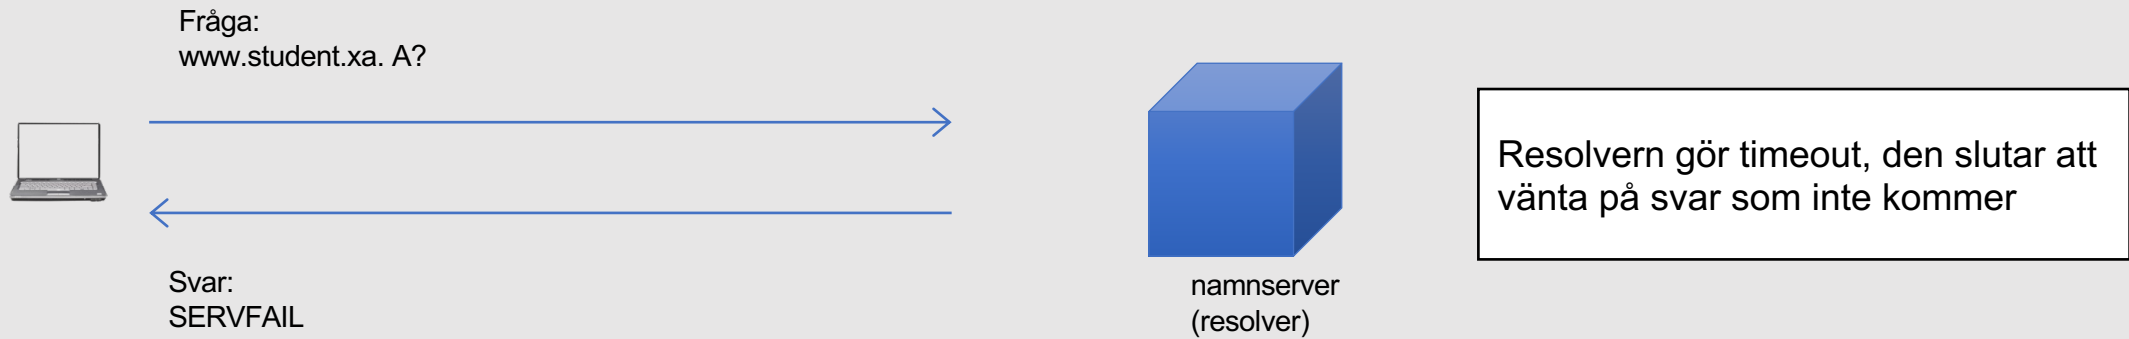 Fråga:
www.student.xa. A?
Resolvern gör timeout, den slutar att
vänta på svar som inte kommer
Svar:
SERVFAIL
namnserver
(resolver)